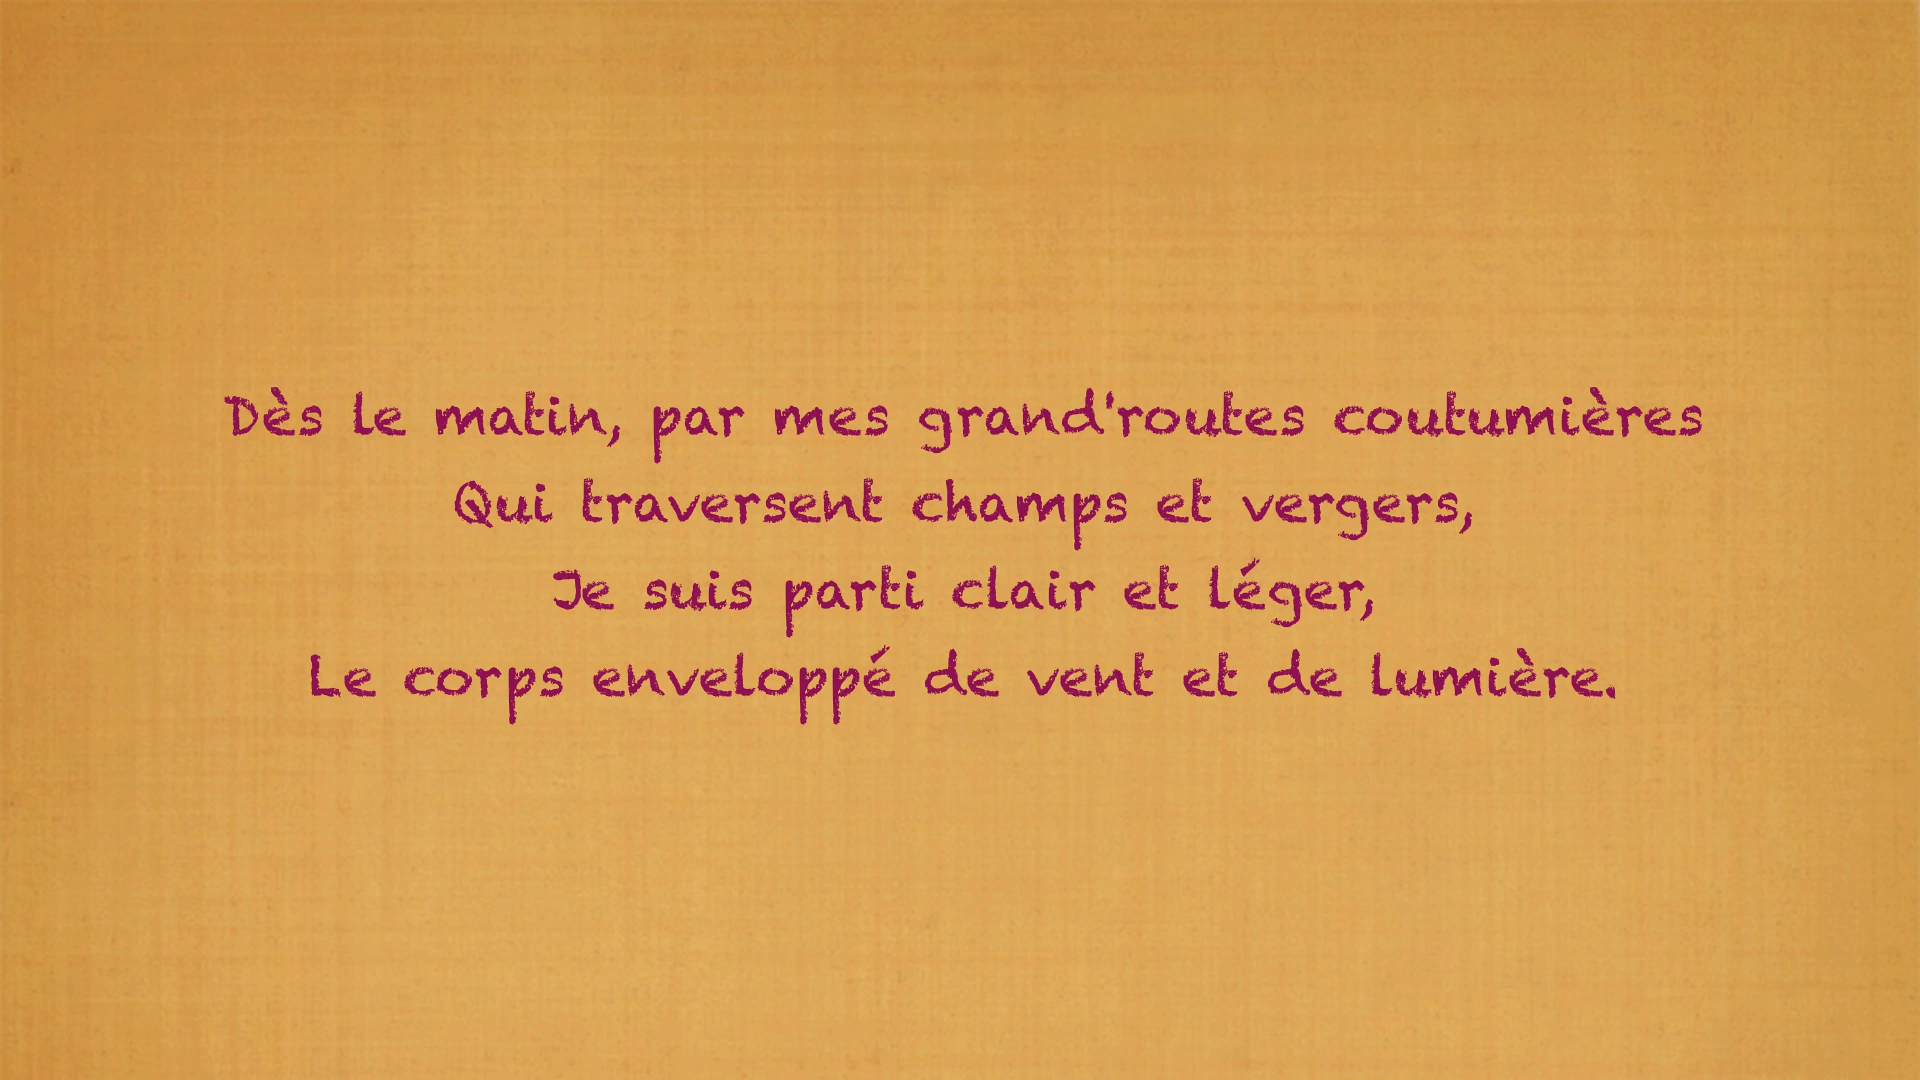 Dès le matin, par mes grand'routes coutumières
Qui traversent champs et vergers,
Je suis parti clair et léger,
Le corps enveloppé de vent et de lumière.